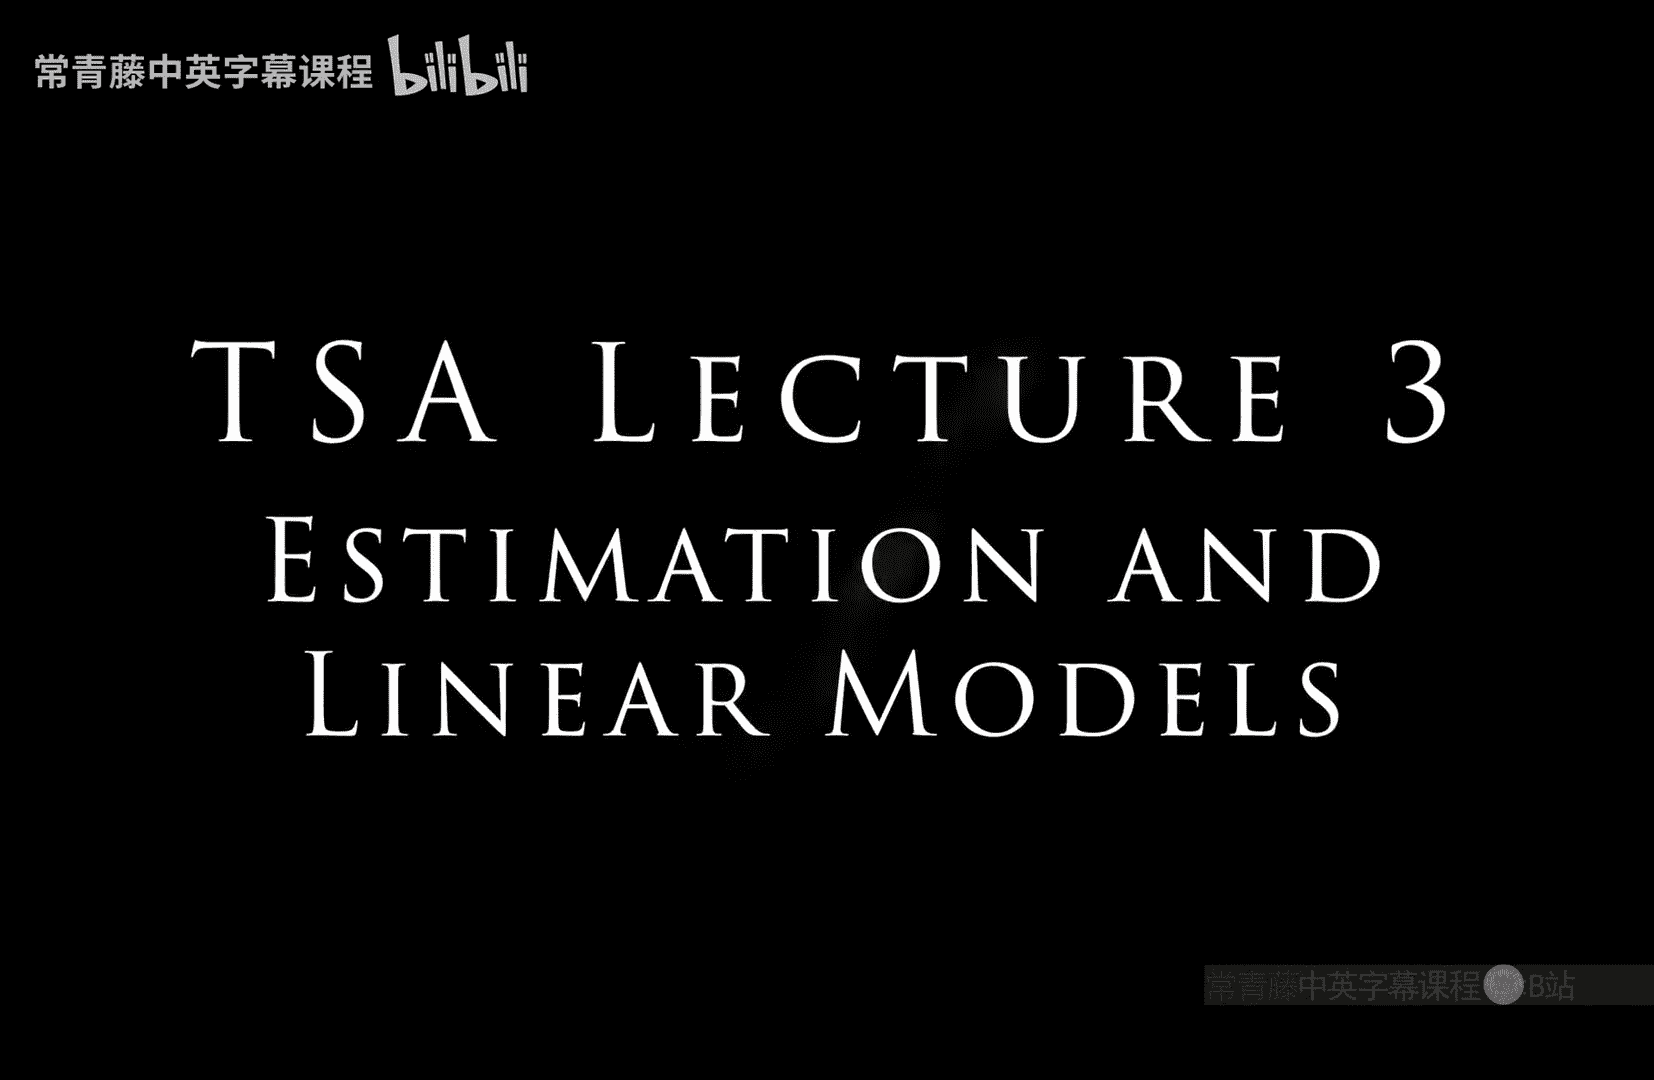 常青藤中英字幕课程 bilibili
TSA LECTURE 3
ESTIMATION AND
LINEAR MODELS
常青藤中英字幕课程 B站